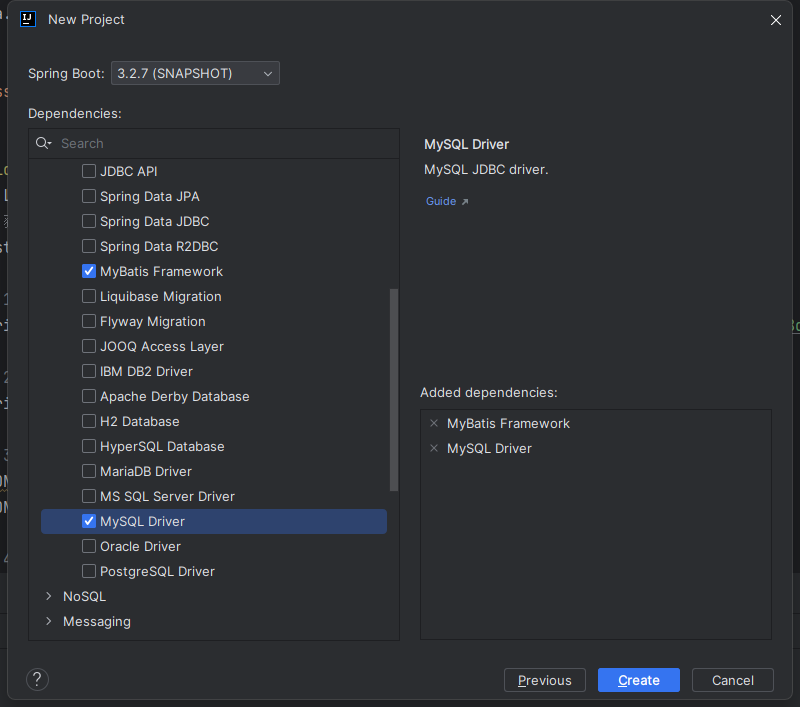 New Project
Spring Boot: 3.2.7 (SNAPSHOT)
Dependencies:
Search
JDBC API
Spring Data JPA
Spring Data JDBC
Spring Data R2DBC
MyBatis Framework
Liquibase Migration
Flyway Migration
JOOQ Access Layer
IBM DB2 Driver
Apache Derby Database
H2 Database
HyperSQL Database
MariaDB Driver
MS SQL Server Driver
MySQL Driver
Oracle Driver
PostgreSQL Driver
NoSQL
Messaging
MySQL Driver
MySQL JDBC driver.
Guide
Added dependencies:
MyBatis Framework
MySQL Driver
?
Previous
Create
Cancel